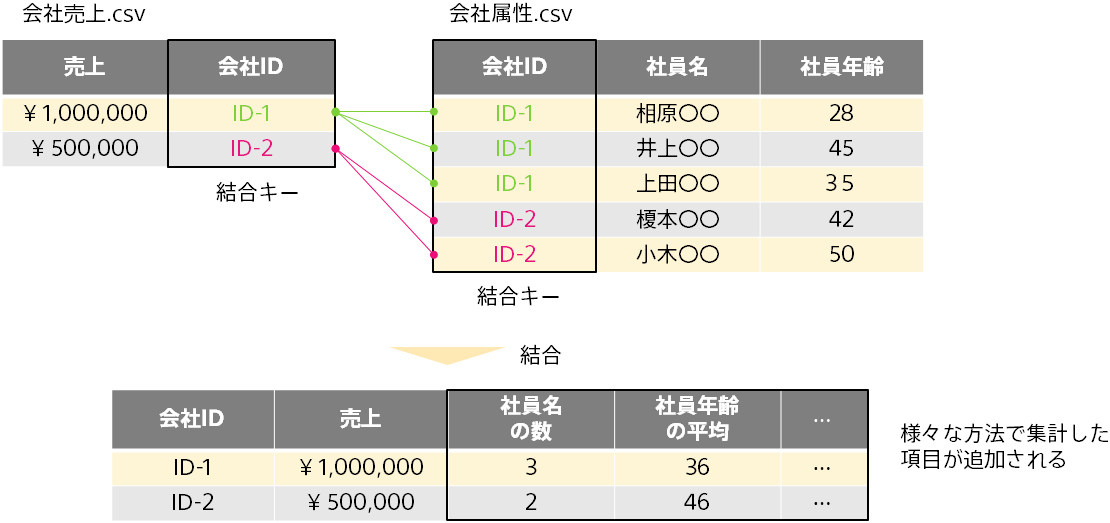 会社売上.csv
会社属性.csv
売上 会社ID
会社ID 社員名 社員年齢
¥1,000,000 ID-1
ID-1 相原〇〇 28
¥500,000 ID-2
ID-1 井上〇〇 45
ID-1 上田〇〇 35
ID-2 榎本〇〇 42
ID-2 小木〇〇 50
結合キー
結合キー
結合
会社ID 売上 社員名の数 社員年齢の平均 …
ID-1 ¥1,000,000 3 36 …
ID-2 ¥500,000 2 46 …
様々な方法で集計した
項目が追加される